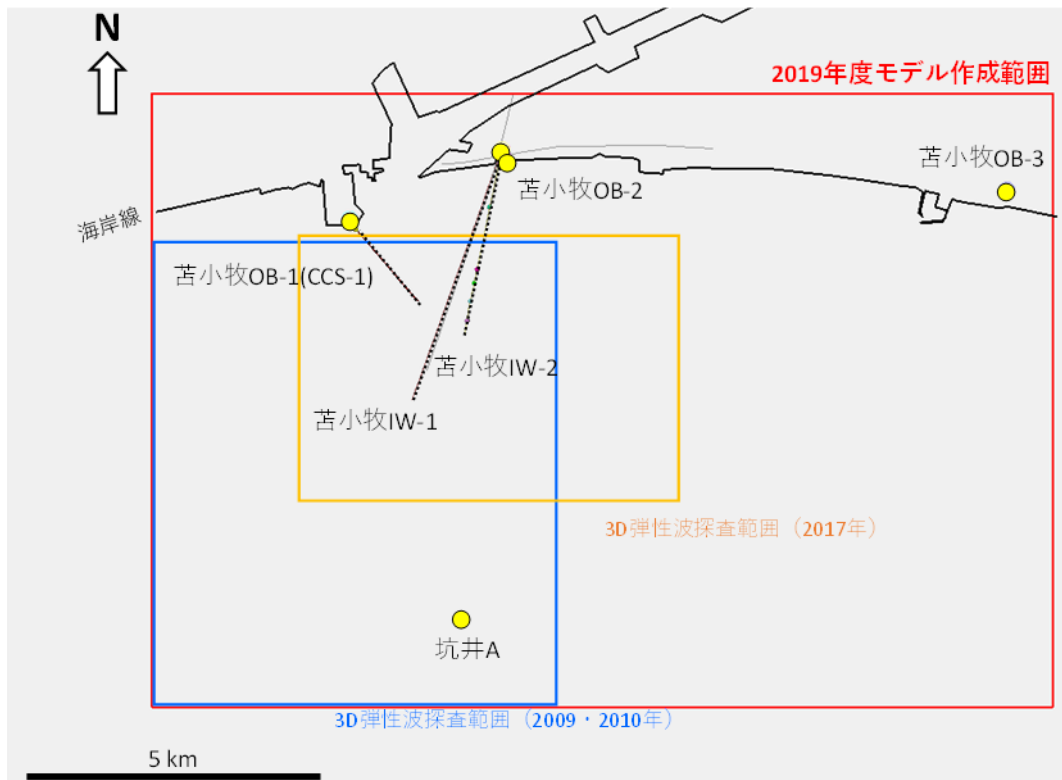 N
2019年度モデル作成範囲
苫小牧OB-3
苫小牧OB-2
海岸線
苫小牧OB-1(CCS-1)
苫小牧IW-2
苫小牧IW-1
3D弾性波探査範囲（2017年）
坑井A
3D弾性波探査範囲（2009・2010年）
5 km